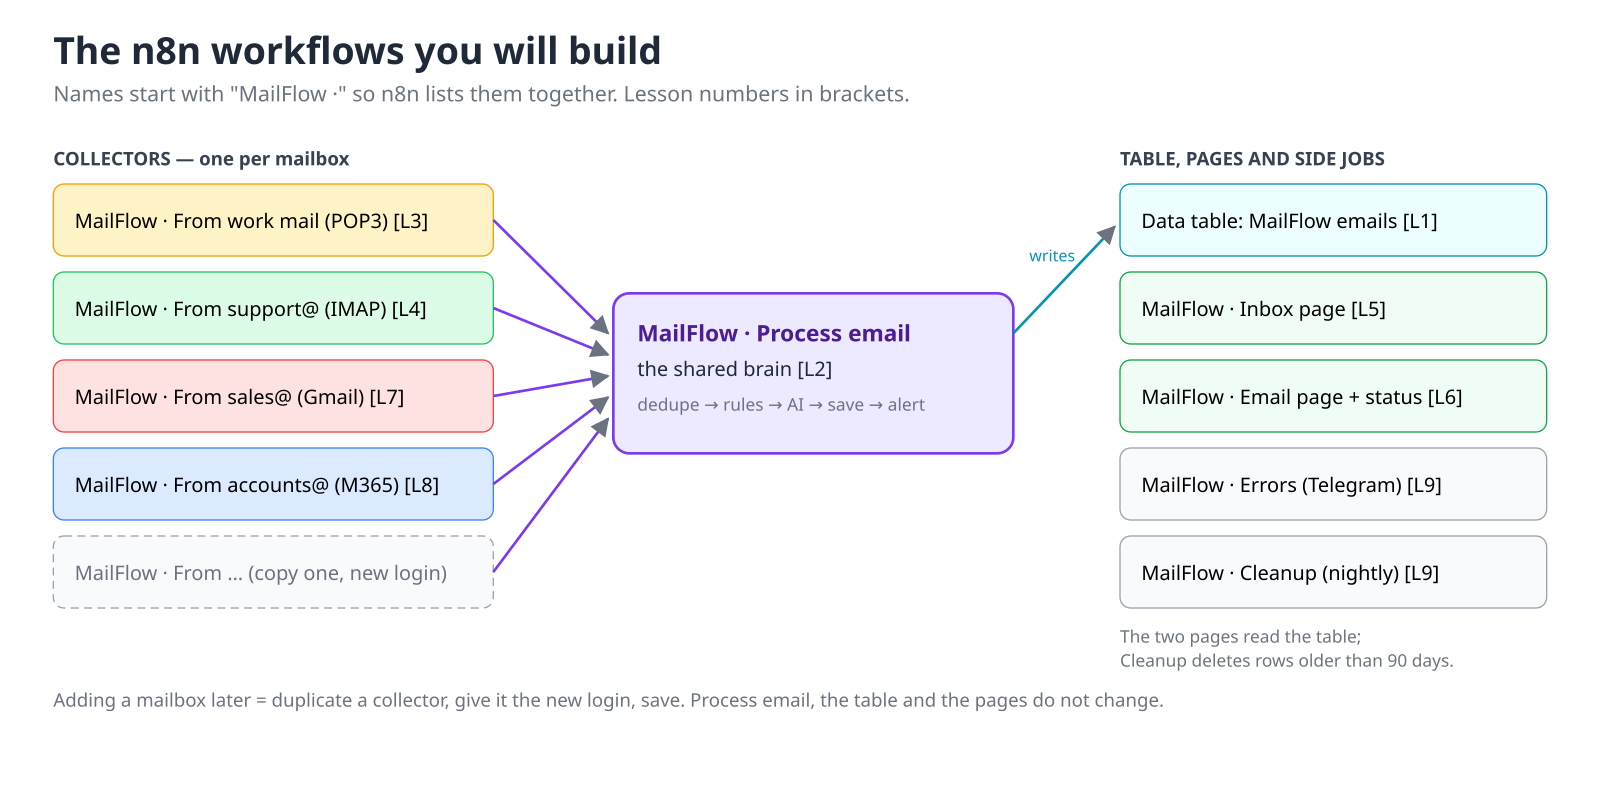 The n8n workflows you will build
Names start with "MailFlow ·" so n8n lists them together. Lesson numbers in brackets.
COLLECTORS — one per mailbox
MailFlow · From work mail (POP3) [L3]
MailFlow · From support@ (IMAP) [L4]
MailFlow · From sales@ (Gmail) [L7]
MailFlow · From accounts@ (M365) [L8]
MailFlow · From ... (copy one, new login)
MailFlow · Process email
the shared brain [L2]
dedupe → rules → AI → save → alert
writes
TABLE, PAGES AND SIDE JOBS
Data table: MailFlow emails [L1]
MailFlow · Inbox page [L5]
MailFlow · Email page + status [L6]
MailFlow · Errors (Telegram) [L9]
MailFlow · Cleanup (nightly) [L9]
The two pages read the table;
Cleanup deletes rows older than 90 days.
Adding a mailbox later = duplicate a collector, give it the new login, save. Process email, the table and the pages do not change.